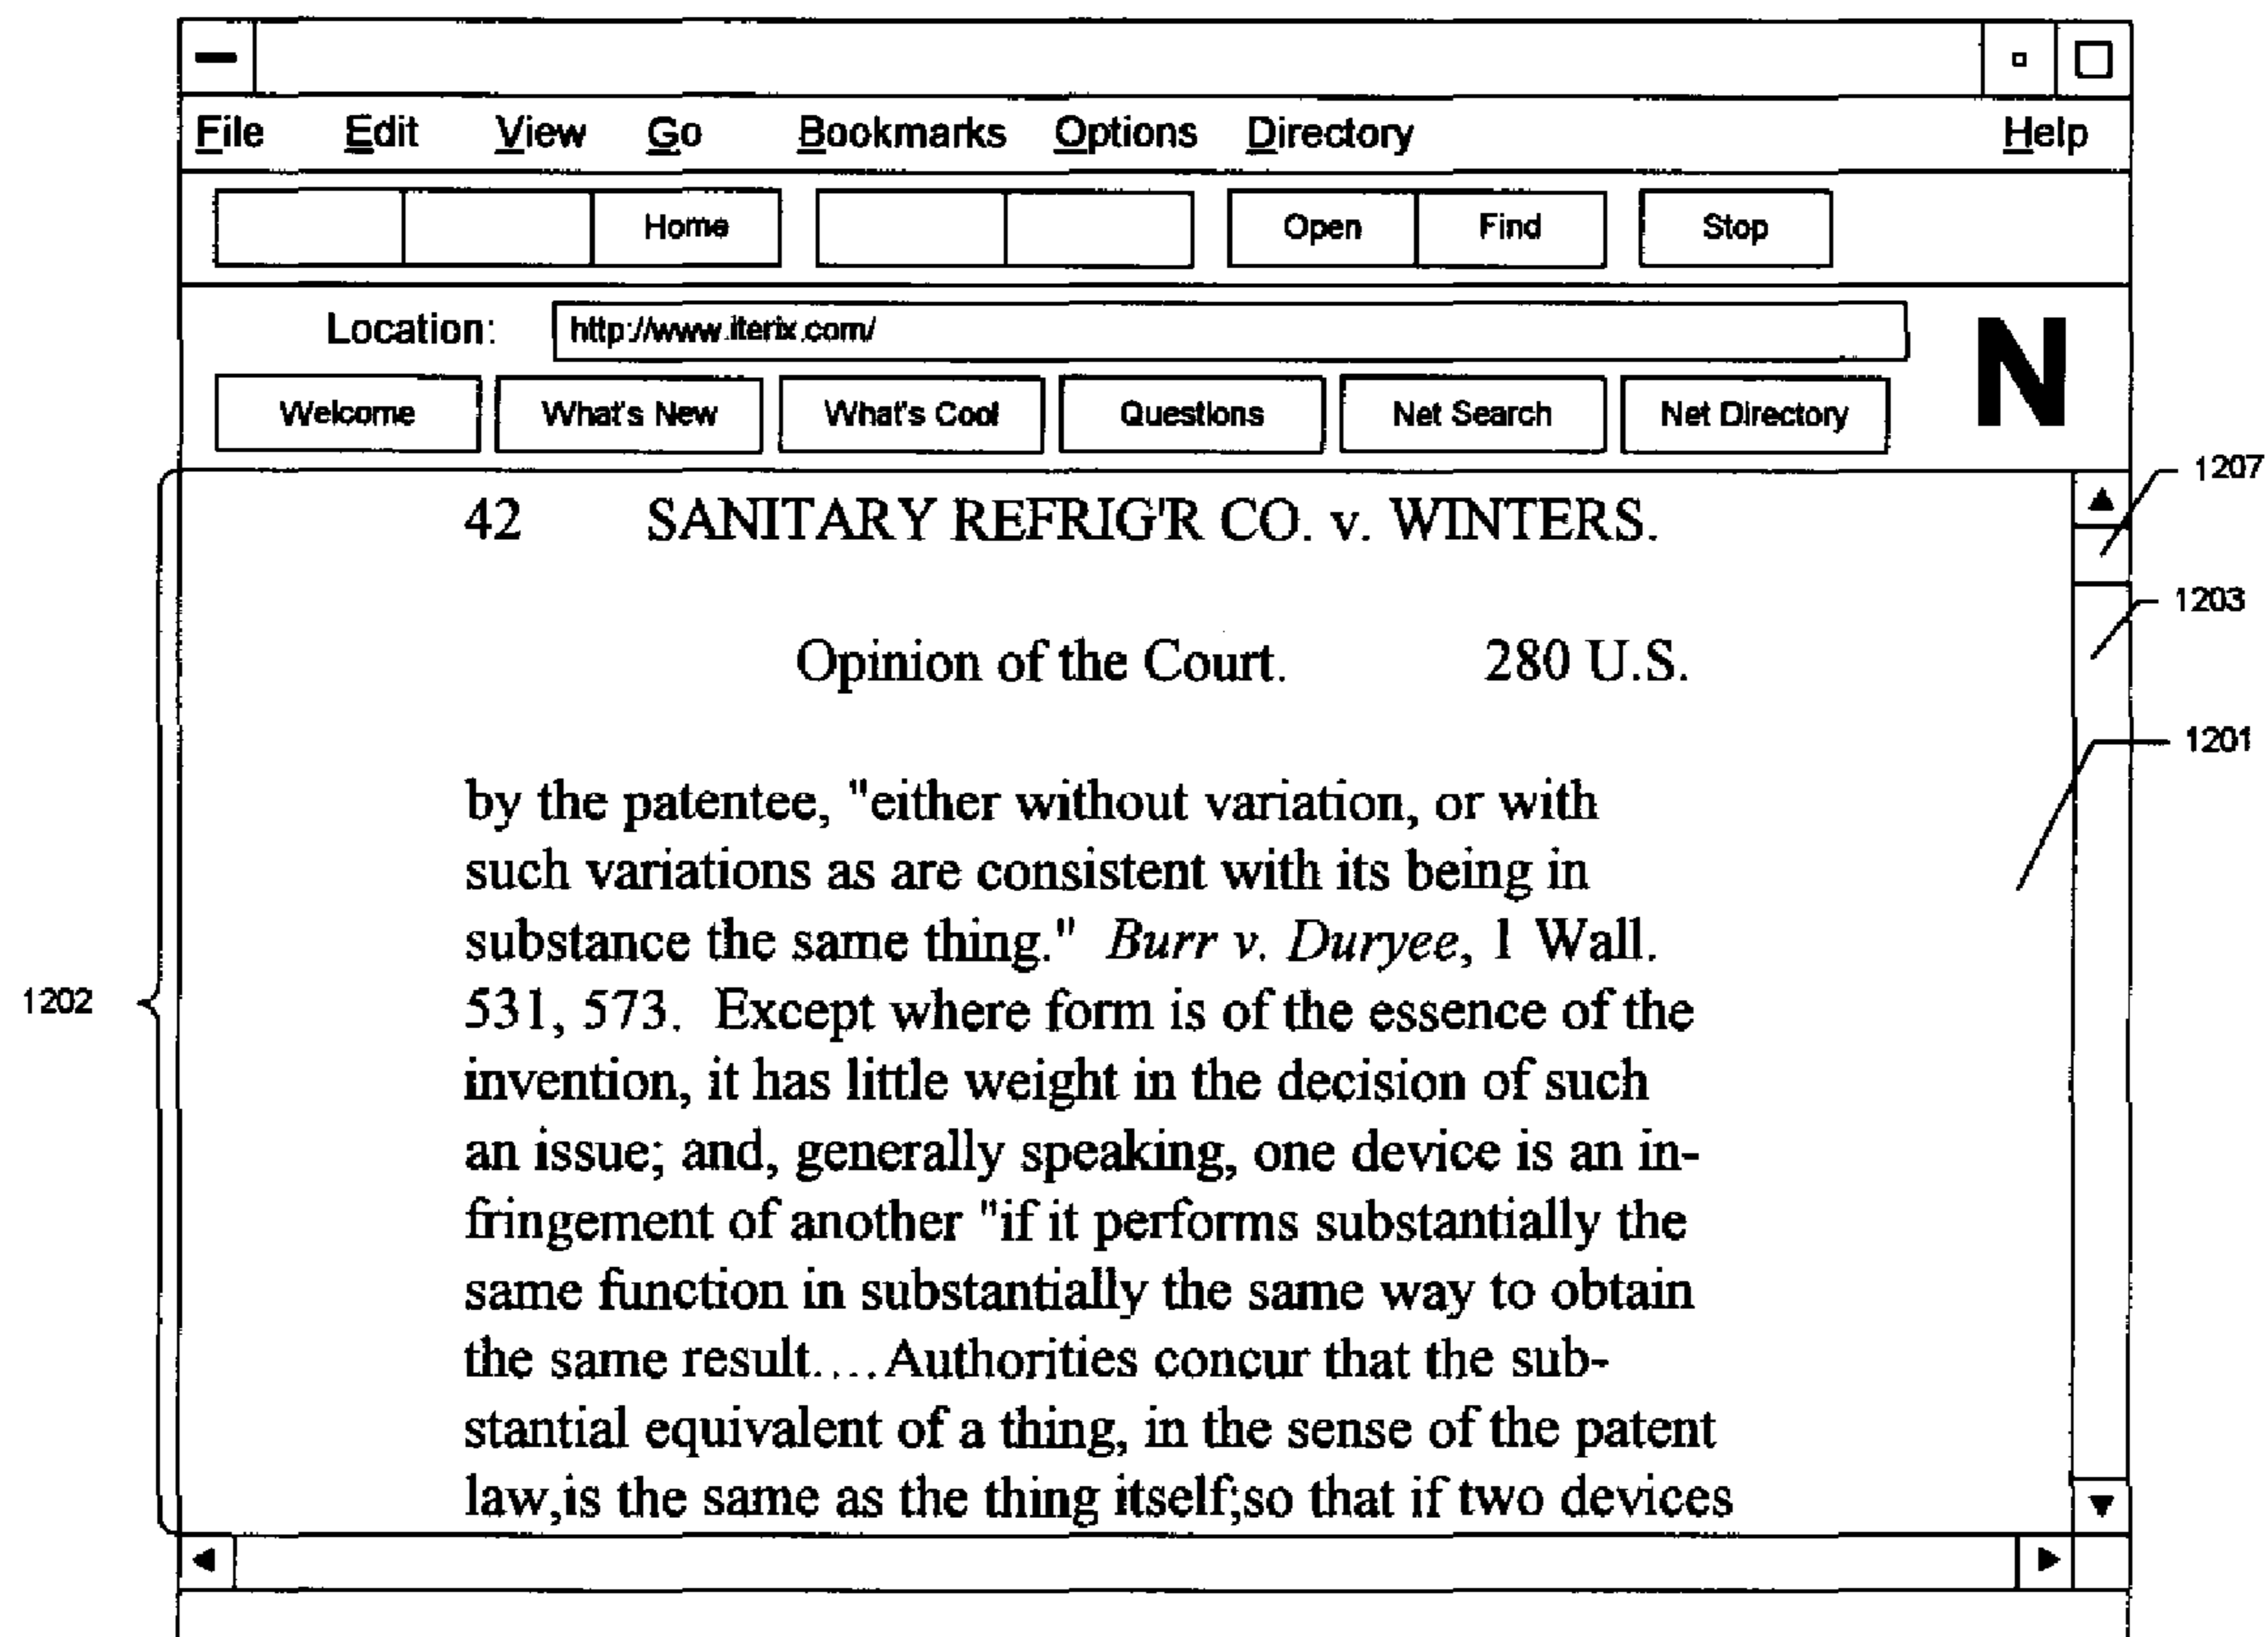 File Edit View Go Bookmarks Options Directory Help
Home Open Find Stop
Location: http://www.iterix.com/
N
Welcome What's New What's Cool Questions Net Search Net Directory
1207
42 SANITARY REFRIG'R CO. v. WINTERS.
1203
Opinion of the Court. 280 U.S.
1201
by the patentee, "either without variation, or with
such variations as are consistent with its being in
substance the same thing." Burr v. Duryee, 1 Wall.
1202
531, 573. Except where form is of the essence of the
invention, it has little weight in the decision of such
an issue; and, generally speaking, one device is an in-
fringement of another "if it performs substantially the
same function in substantially the same way to obtain
the same result....Authorities concur that the sub-
stantial equivalent of a thing, in the sense of the patent
law,is the same as the thing itself;so that if two devices